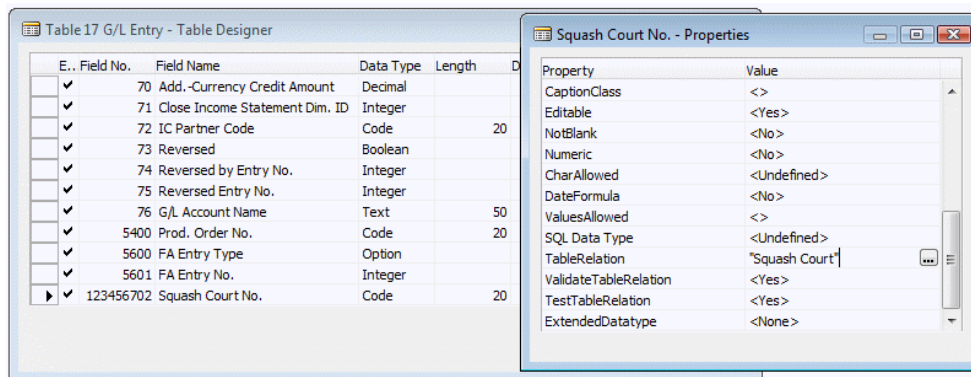 Table 17 G/L Entry - Table Designer
E.. Field No. Field Name Data Type Length D
70 Add.-Currency Credit Amount Decimal
71 Close Income Statement Dim. ID Integer
72 IC Partner Code Code 20
73 Reversed Boolean
74 Reversed by Entry No. Integer
75 Reversed Entry No. Integer
76 G/L Account Name Text 50
5400 Prod. Order No. Code 20
5600 FA Entry Type Option
5601 FA Entry No. Integer
123456702 Squash Court No. Code 20
Squash Court No. - Properties
Property Value
CaptionClass <>
Editable <Yes>
NotBlank <No>
Numeric <No>
CharAllowed <Undefined>
DateFormula <No>
ValuesAllowed <>
SQL Data Type <Undefined>
TableRelation "Squash Court" ...
ValidateTableRelation <Yes>
TestTableRelation <Yes>
ExtendedDatatype <None>